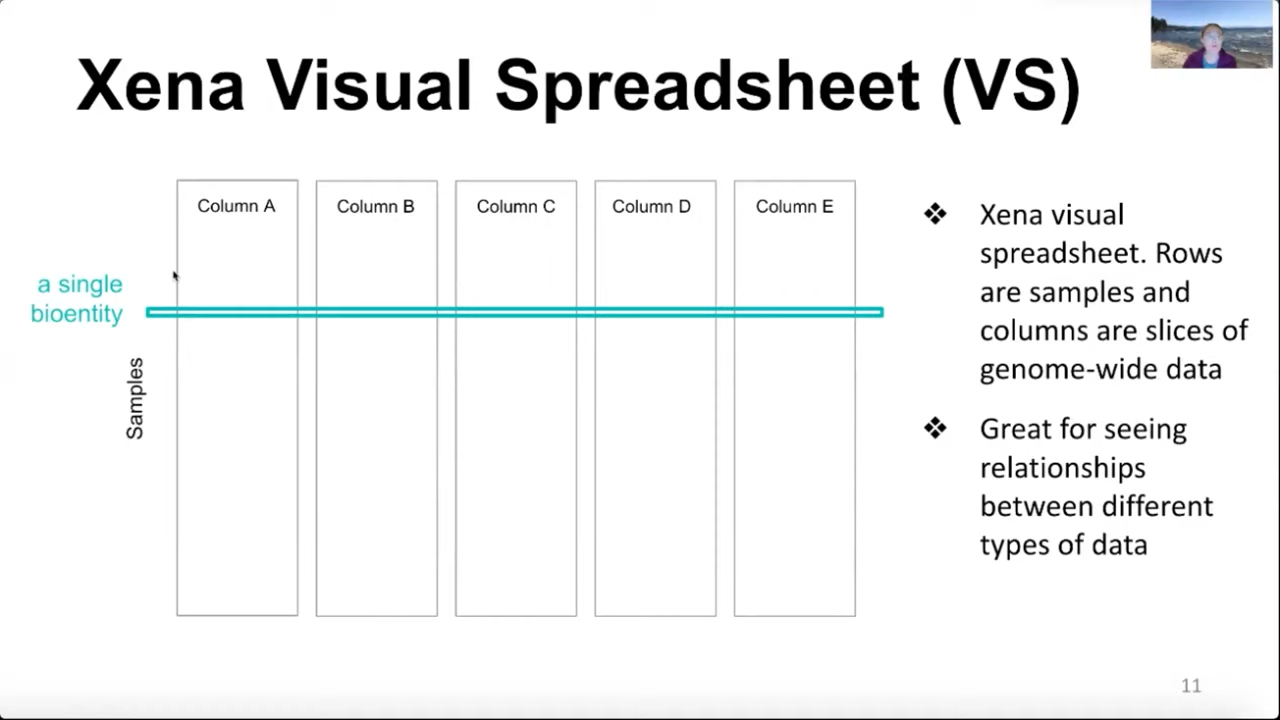 Xena Visual Spreadsheet (VS)
Column A
Column B
Column C
Column D
Column E
a single
bioentity
Samples
❖ Xena visual
spreadsheet. Rows
are samples and
columns are slices of
genome-wide data
❖ Great for seeing
relationships
between different
types of data
11